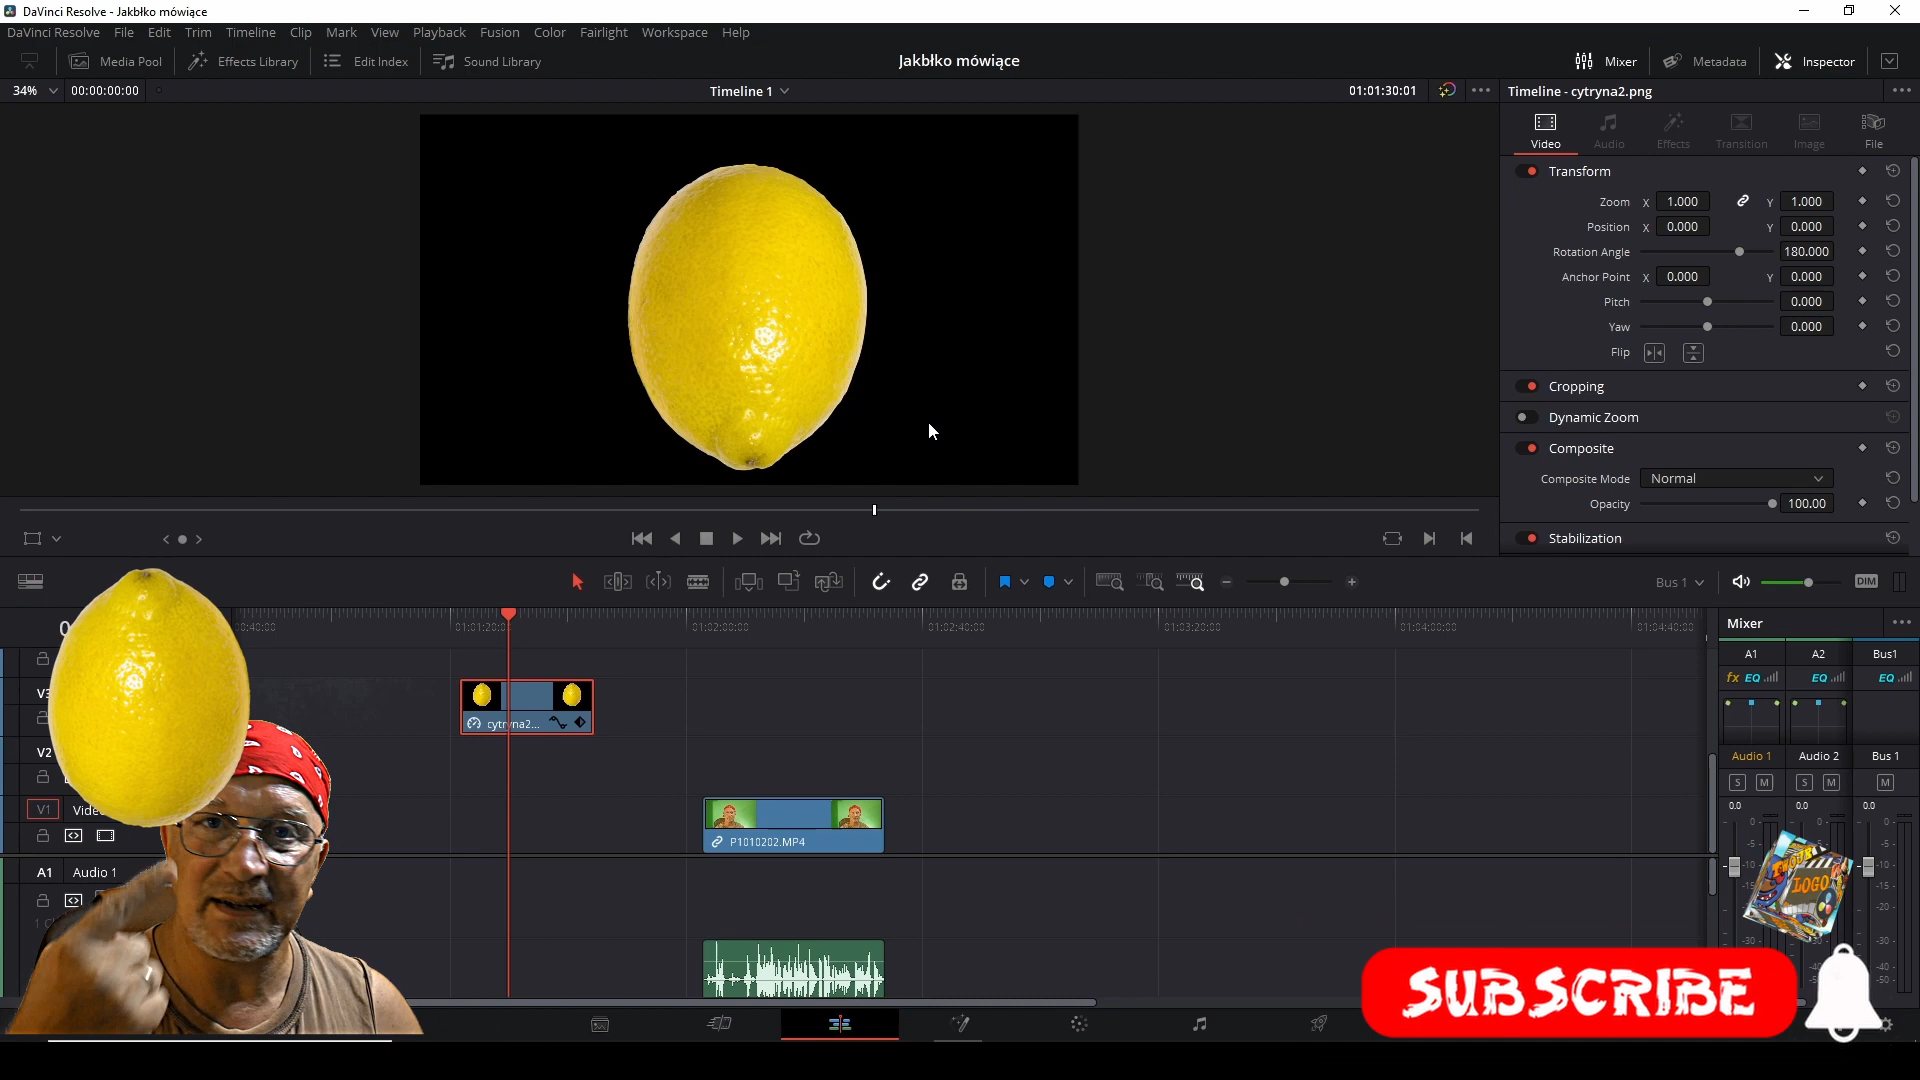 DaVinci Resolve - Jakbłko mówiące
DaVinci Resolve File Edit Trim Timeline Clip Mark View Playback Fusion Color Fairlight Workspace Help
Media Pool Effects Library Edit Index Sound Library Jakbłko mówiące Mixer Metadata Inspector
34% 00:00:00:00 Timeline 1 01:01:30:01 Timeline - cytryna2.png
Video Audio Effects Transition Image File
Transform
Zoom X 1.000 Y 1.000
Position X 0.000 Y 0.000
Rotation Angle 180.000
Anchor Point X 0.000 Y 0.000
Pitch 0.000
Yaw 0.000
Flip
Cropping
Dynamic Zoom
Composite
Composite Mode Normal
Opacity 100.00
Stabilization
Bus 1 DIM
01:01:20:00 01:02:00:00 01:02:40:00 01:03:20:00 01:04:00:00 01:04:40:00
Mixer
A1 A2 Bus1
fx EQ EQ EQ
V3
cytryna2...
V2
Audio 1 Audio 2 Bus 1
S M S M M
V1
0.0 0.0 0.0
P1010202.MP4
A1 Audio 1
YOUR
LOGO
SUBSCRIBE